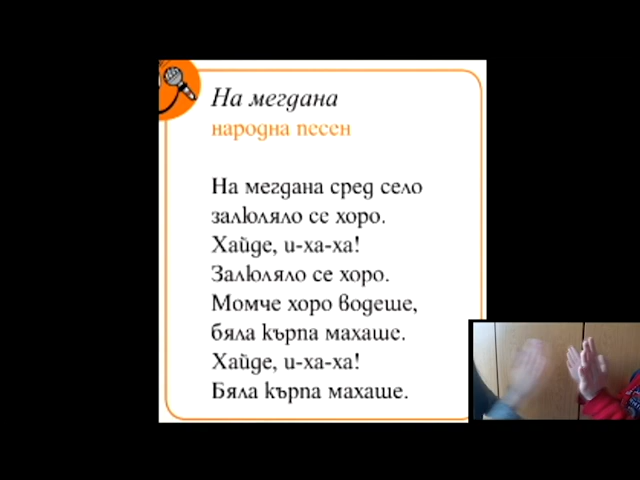 На мегдана
народна песен
На мегдана сред село
залюляло се хоро.
Хайде, и-ха-ха!
Залюляло се хоро.
Момче хоро водеше,
бяла кърпа махаше.
Хайде, и-ха-ха!
Бяла кърпа махаше.